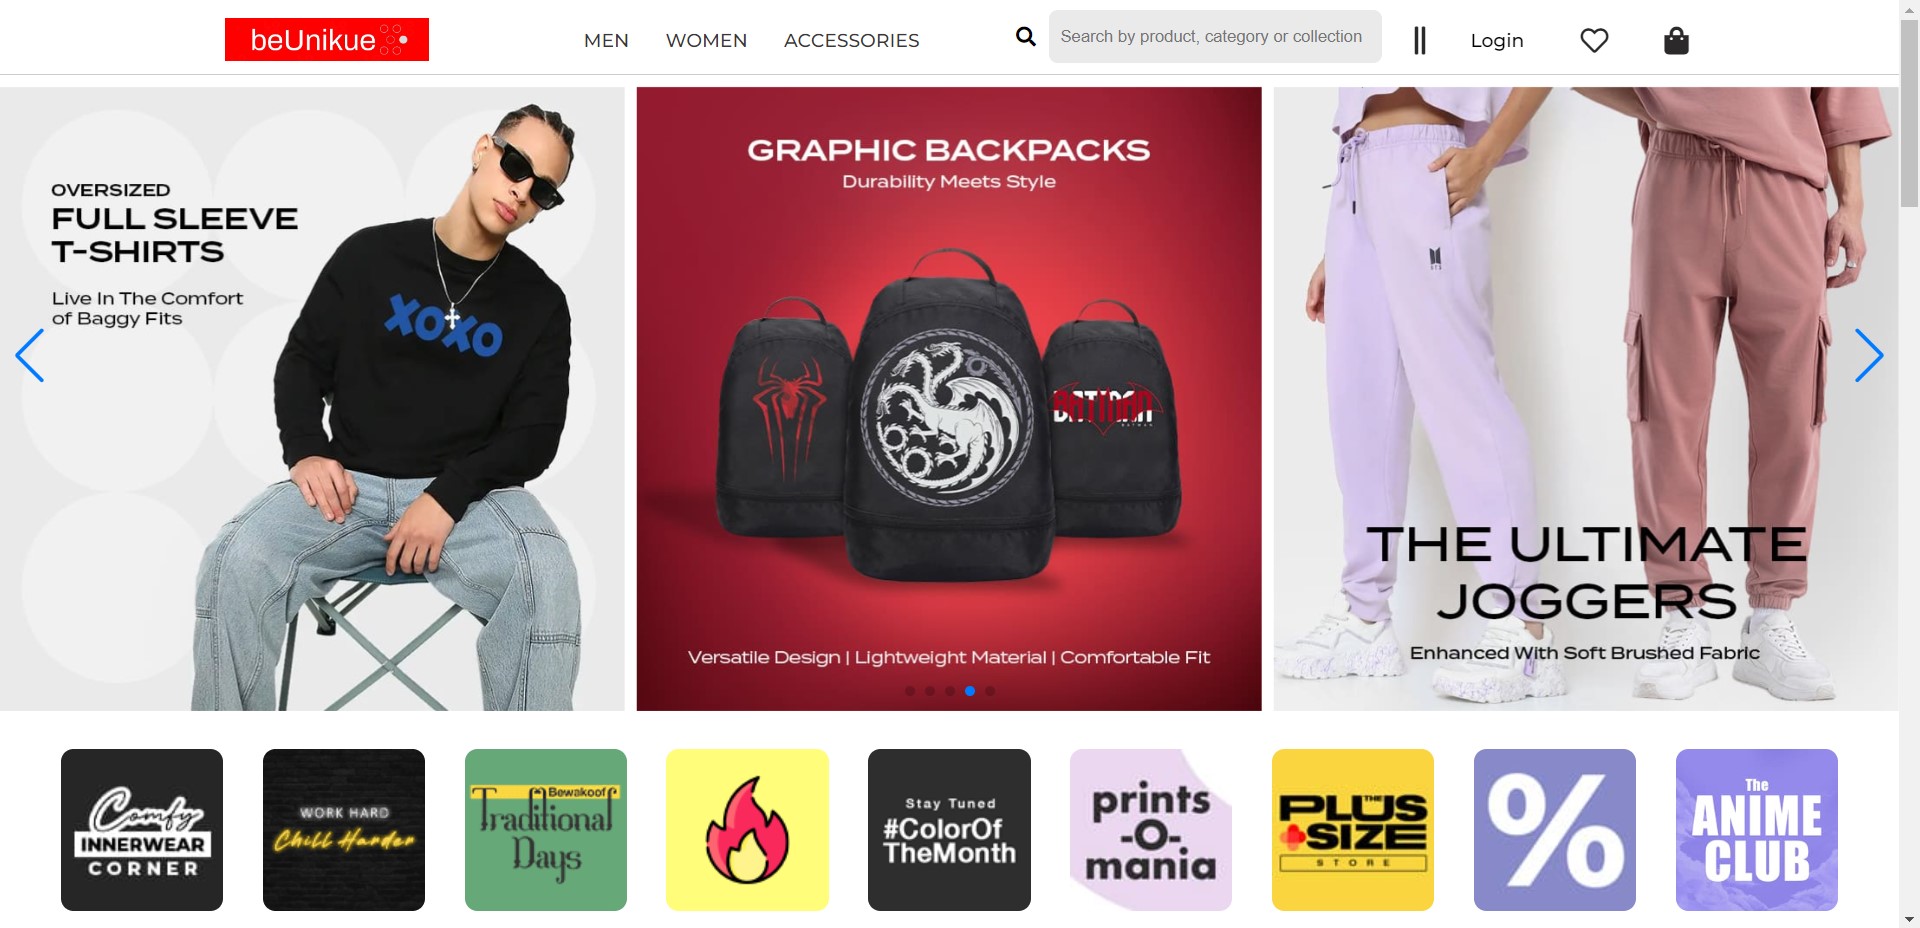 beUnikue
MEN
WOMEN
ACCESSORIES
Search by product, category or collection
Login
OVERSIZED
FULL SLEEVE
T-SHIRTS
Live In The Comfort
of Baggy Fits
XOXO
GRAPHIC BACKPACKS
Durability Meets Style
BATMAN
BATMAN
Versatile Design | Lightweight Material | Comfortable Fit
BTS
THE ULTIMATE
JOGGERS
Enhanced With Soft Brushed Fabric
Comfy
INNERWEAR
CORNER
WORK HARD
Chill Harder
Bewakoof
Traditional
Days
Stay Tuned
#ColorOf
TheMonth
prints
-O-
mania
THE
PLUS
SIZE
STORE
%
The
ANIME
CLUB